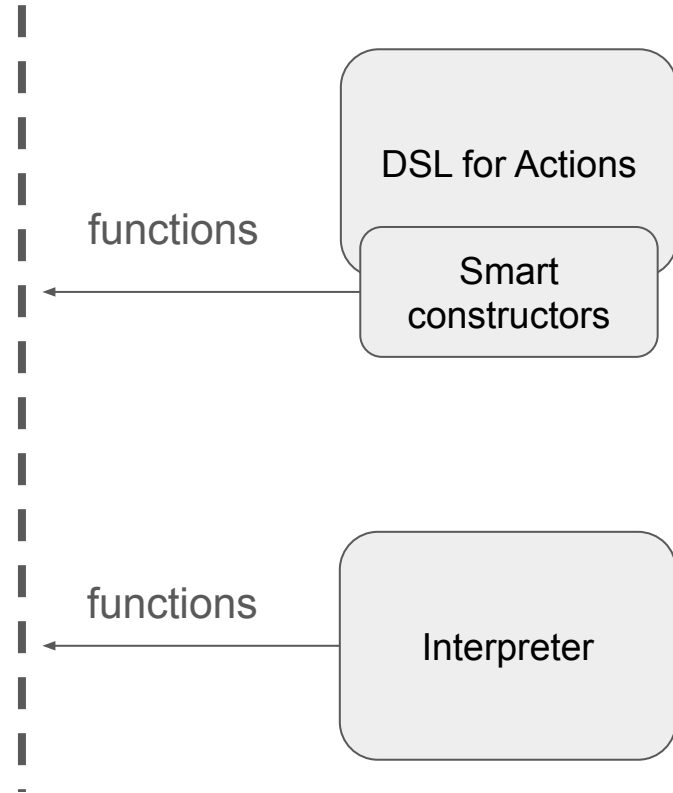 DSL for Actions
functions
Smart
constructors
functions
Interpreter